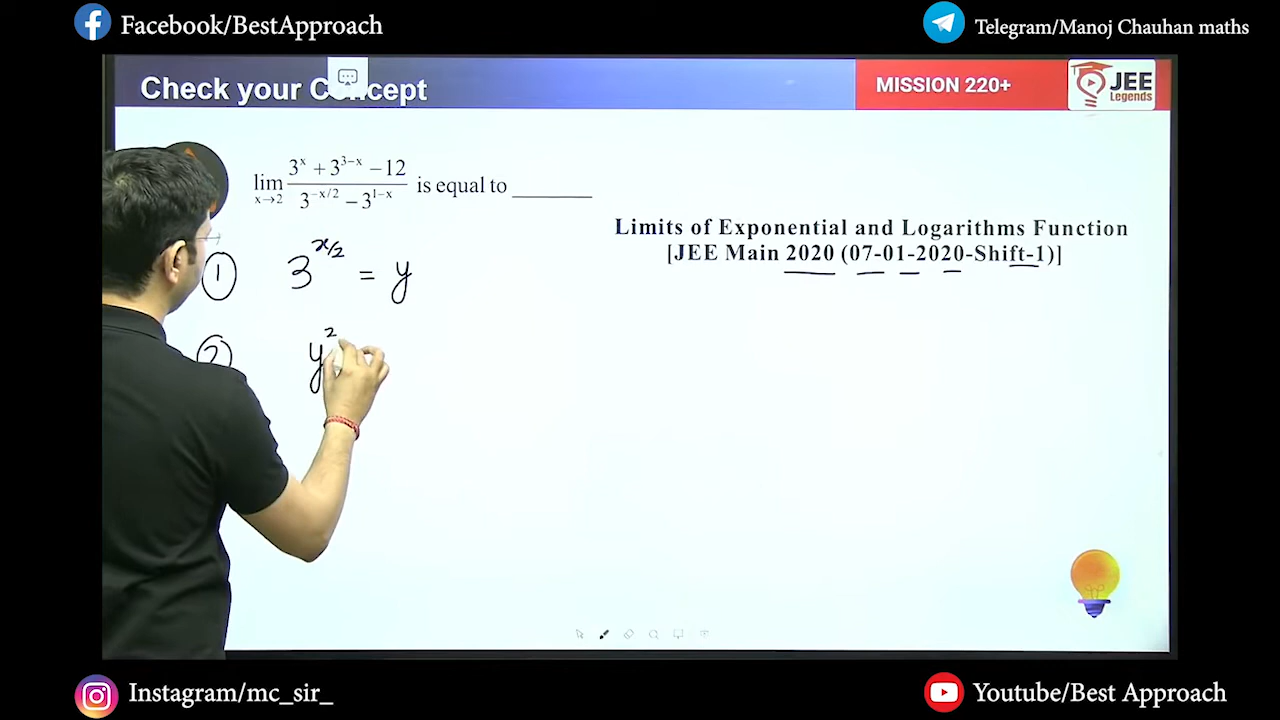 Facebook/BestApproach
Telegram/Manoj Chauhan maths
Check your Concept
MISSION 220+
JEE
Legends
lim x→2 (3^x + 3^(3−x) − 12) / (3^(−x/2) − 3^(1−x)) is equal to ________
Limits of Exponential and Logarithms Function
[JEE Main 2020 (07-01-2020-Shift-1)]
① 3^(x/2) = y
② y²
Instagram/mc_sir_
Youtube/Best Approach